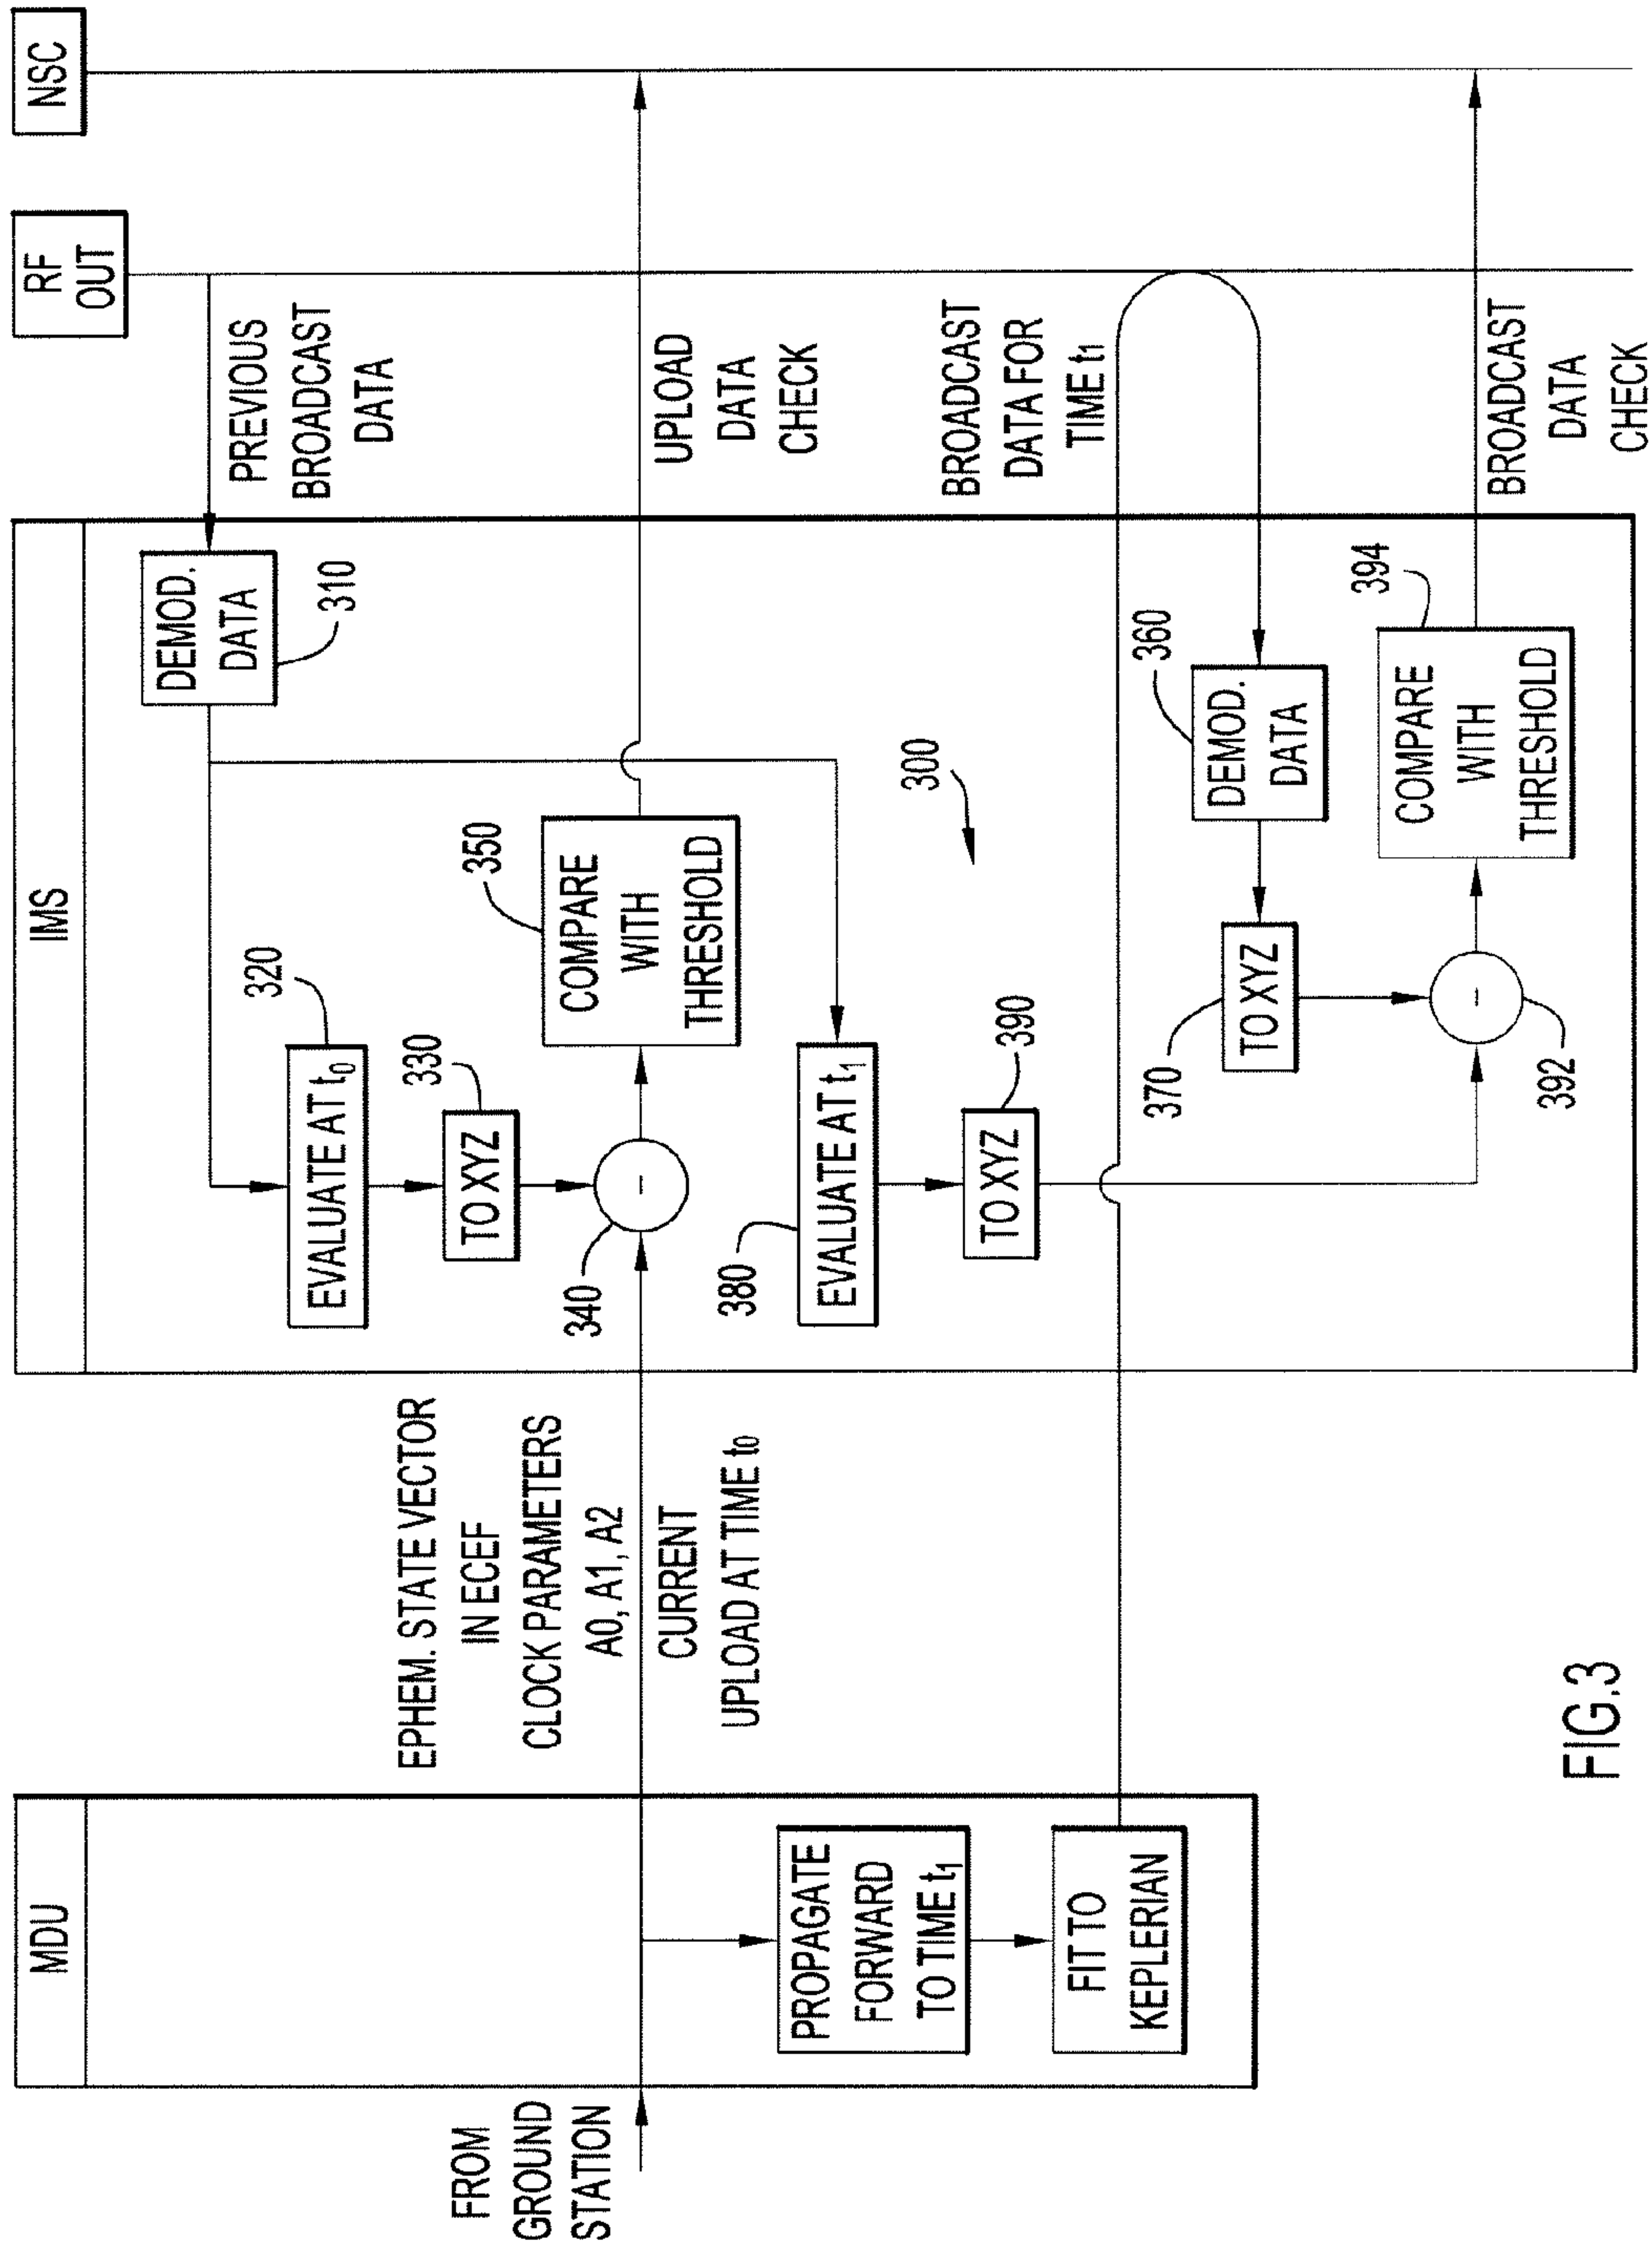 MDU
IMS
RF
OUT
NSC
FROM
GROUND
STATION
PROPAGATE
FORWARD
TO TIME t1
FIT TO
KEPLERIAN
EPHEM. STATE VECTOR
IN ECEF
CLOCK PARAMETERS
A0, A1, A2
CURRENT
UPLOAD AT TIME t0
DEMOD.
DATA
310
PREVIOUS
BROADCAST
DATA
320
EVALUATE AT t0
330
TO XYZ
340
-
350
COMPARE
WITH
THRESHOLD
UPLOAD
DATA
CHECK
380
EVALUATE AT t1
390
TO XYZ
300
BROADCAST
DATA FOR
TIME t1
360
DEMOD.
DATA
370
TO XYZ
-
392
394
COMPARE
WITH
THRESHOLD
BROADCAST
DATA
CHECK
FIG.3